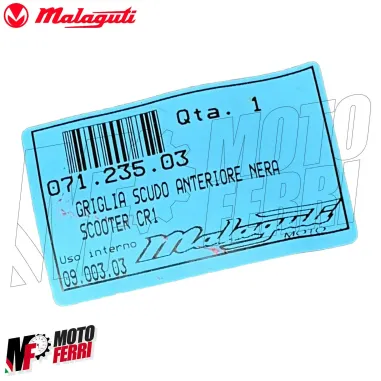 Malaguti
Qta. 1
071.235.03
GRIGLIA SCUDO ANTERIORE NERA
SCOOTER CR1
Uso interno
09.003.03
Malaguti
MOTO
MOTO
FERRI
MF MOTO
FERRI